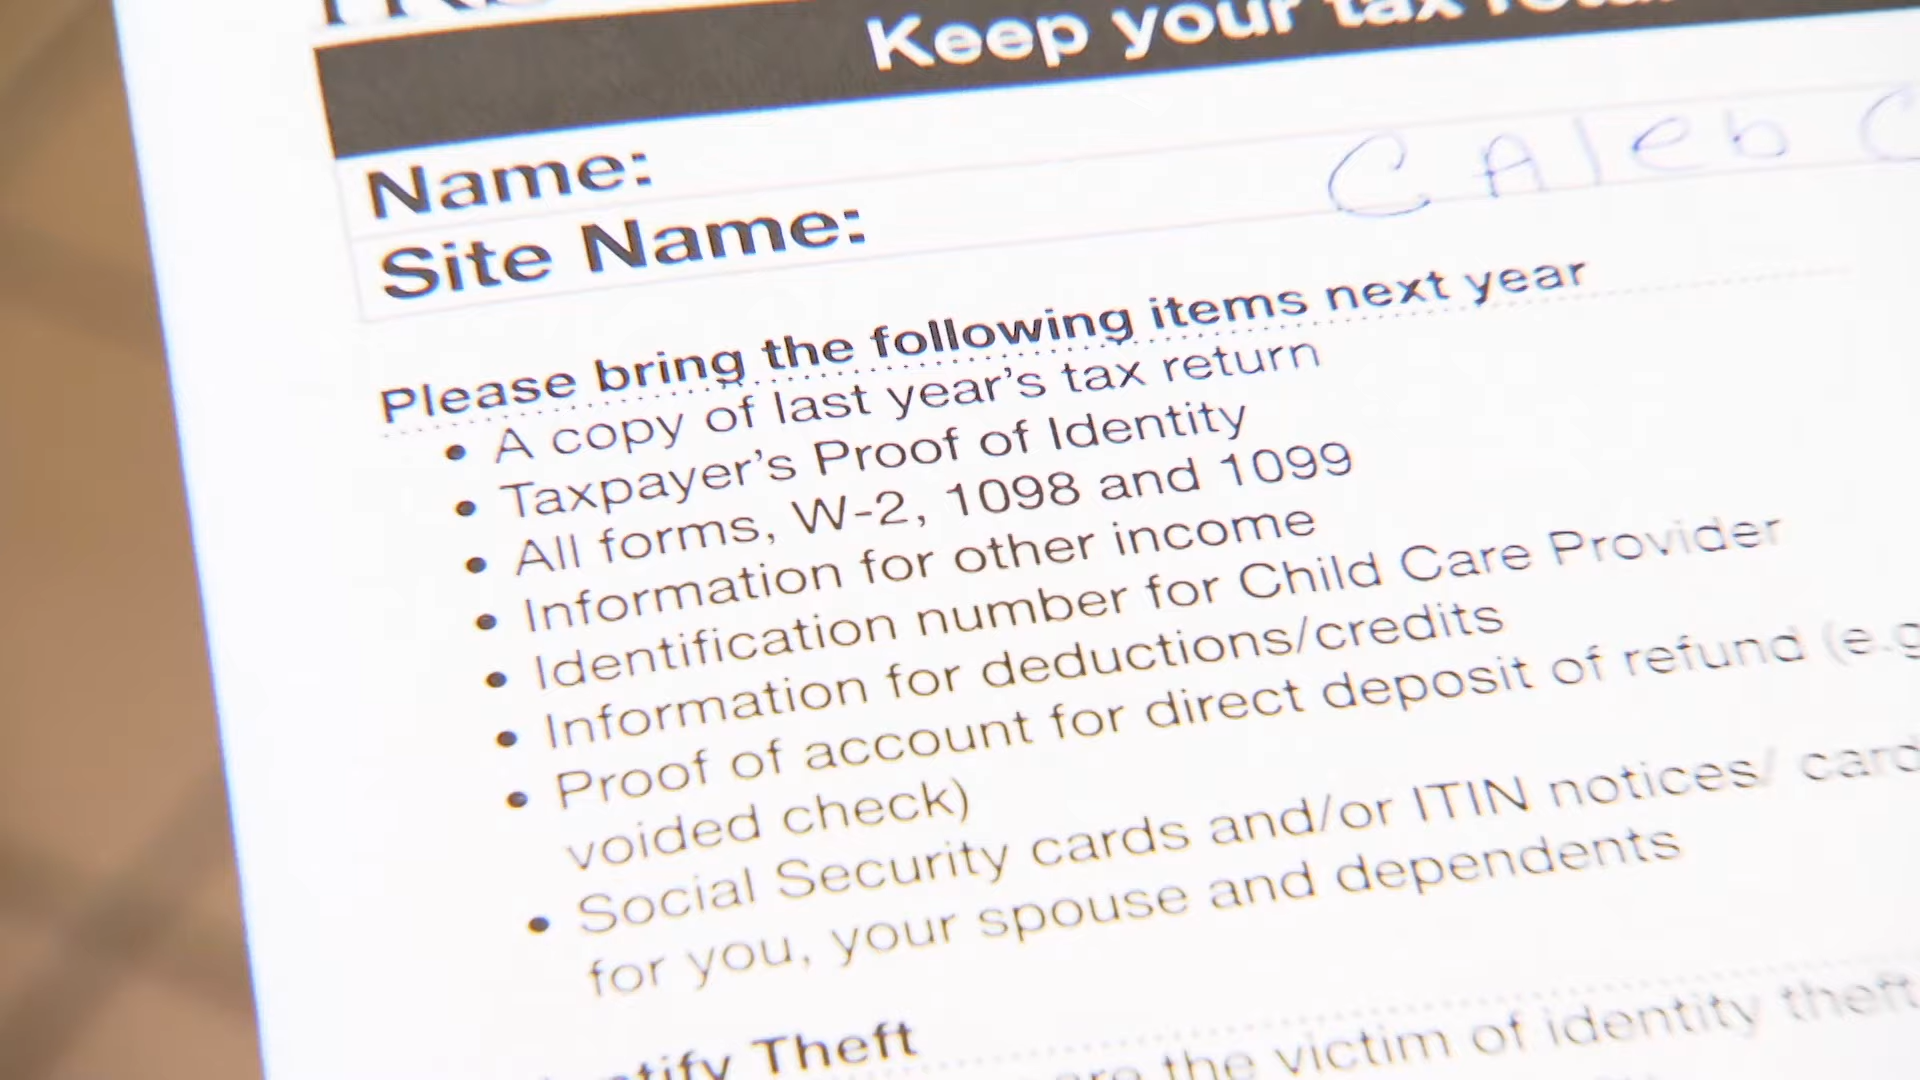 Keep your tax
Name: CAleb
Site Name:
Please bring the following items next year
• A copy of last year's tax return
• Taxpayer's Proof of Identity
• All forms, W-2, 1098 and 1099
• Information for other income
• Identification number for Child Care Provider
• Information for deductions/credits
• Proof of account for direct deposit of refund (e.g
voided check)
• Social Security cards and/or ITIN notices/ card
for you, your spouse and dependents
Theft
the victim of identity theft